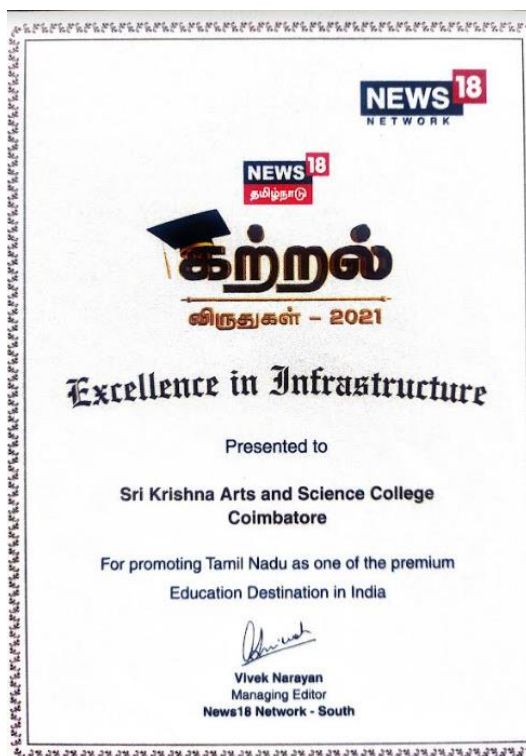 NEWS 18
NETWORK
NEWS 18
தமிழ்நாடு
கற்றல்
விருதுகள் - 2021
Excellence in Infrastructure
Presented to
Sri Krishna Arts and Science College
Coimbatore
For promoting Tamil Nadu as one of the premium
Education Destination in India
Vivek Narayan
Managing Editor
News18 Network - South